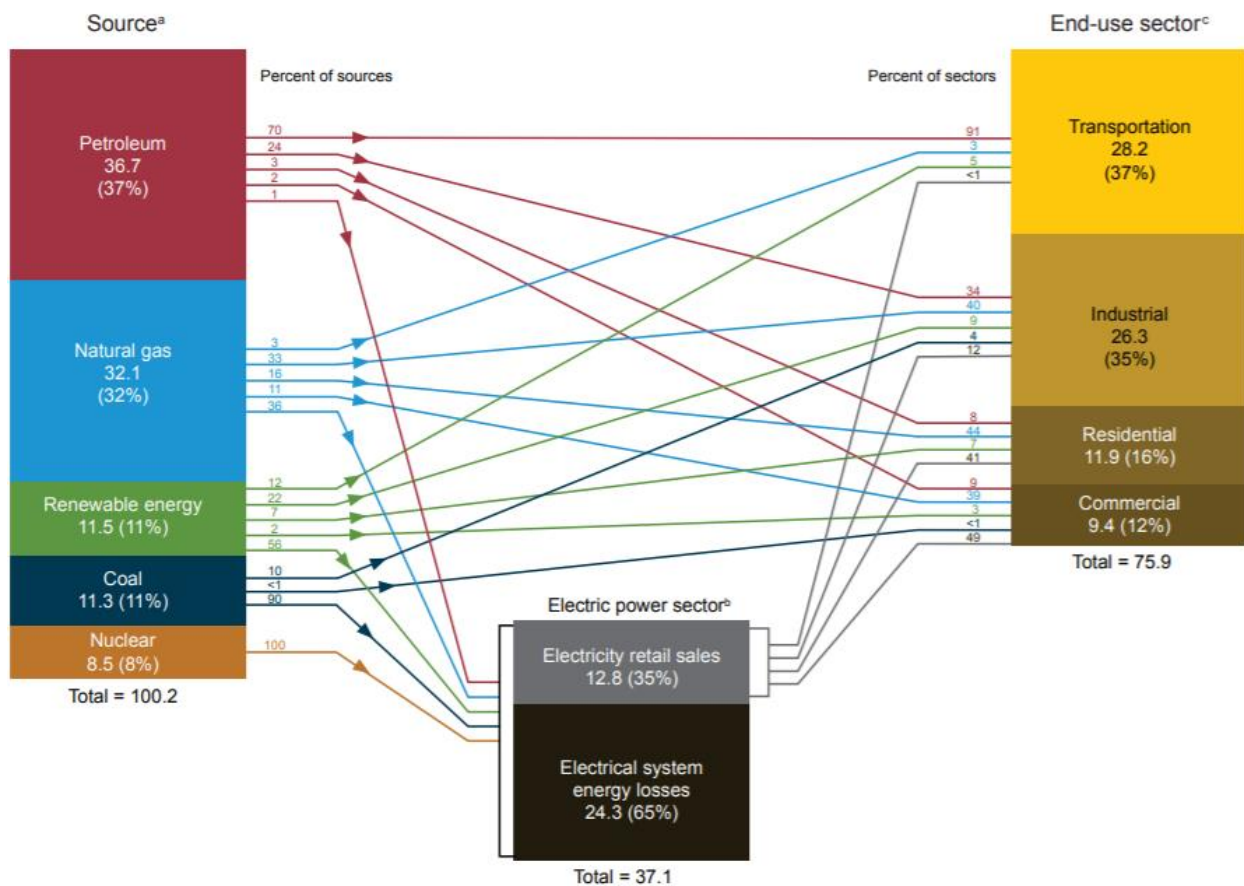 Sourceᵃ
End-use sectorᶜ
Percent of sources
Percent of sectors
Petroleum
36.7
(37%)
70
24
3
2
1
Natural gas
32.1
(32%)
3
33
16
11
36
Renewable energy
11.5 (11%)
12
22
7
2
56
Coal
11.3 (11%)
10
<1
90
Nuclear
8.5 (8%)
100
Total = 100.2
Electric power sectorᵇ
Electricity retail sales
12.8 (35%)
Electrical system
energy losses
24.3 (65%)
Total = 37.1
91
3
5
<1
Transportation
28.2
(37%)
34
40
9
4
12
Industrial
26.3
(35%)
8
44
7
41
Residential
11.9 (16%)
9
39
3
<1
49
Commercial
9.4 (12%)
Total = 75.9